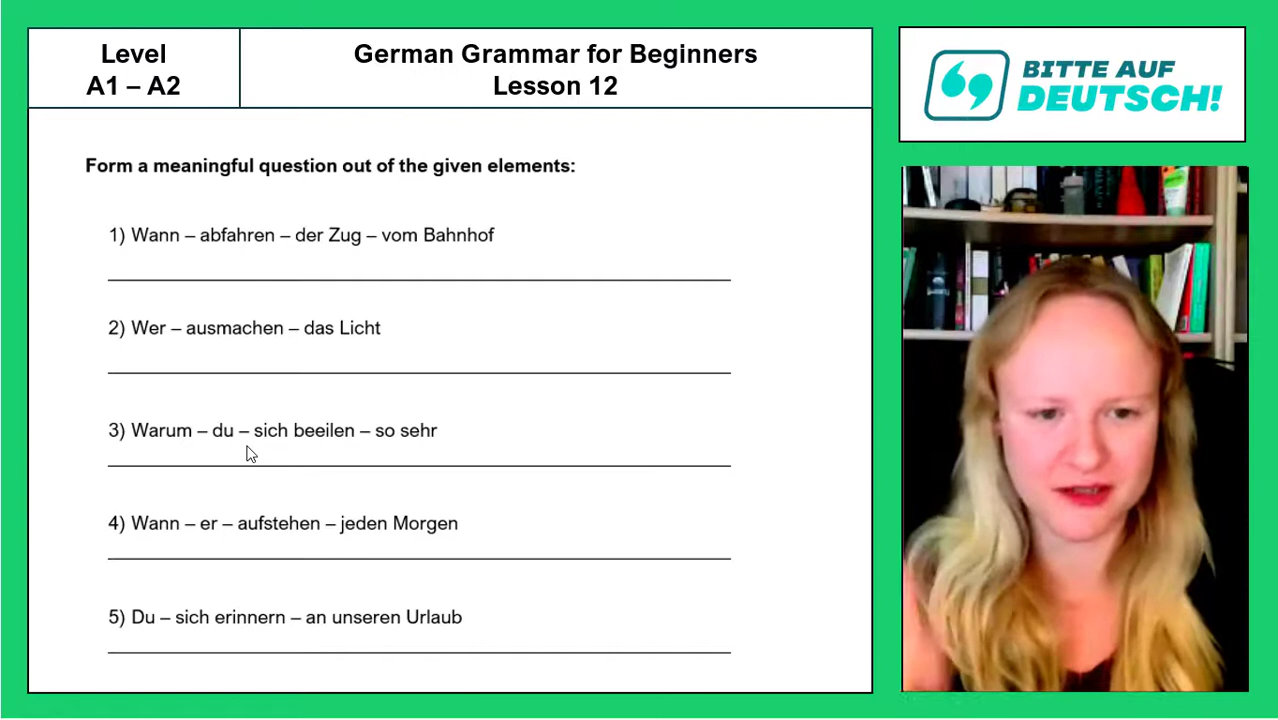 Level
A1 – A2
German Grammar for Beginners
Lesson 12
BITTE AUF
DEUTSCH!
Form a meaningful question out of the given elements:
1) Wann – abfahren – der Zug – vom Bahnhof
2) Wer – ausmachen – das Licht
3) Warum – du – sich beeilen – so sehr
4) Wann – er – aufstehen – jeden Morgen
5) Du – sich erinnern – an unseren Urlaub